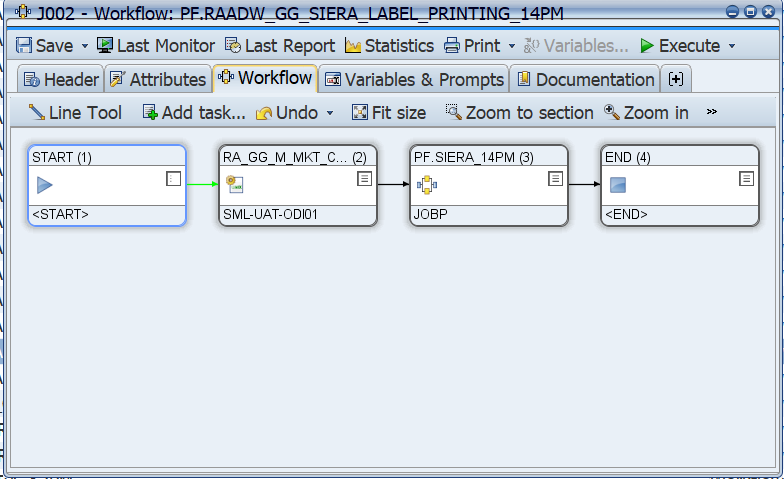 J002 - Workflow: PF.RAADW_GG_SIERA_LABEL_PRINTING_14PM
Save Last Monitor Last Report Statistics Print Variables... Execute
Header Attributes Workflow Variables & Prompts Documentation [+]
Line Tool Add task... Undo Fit size Zoom to section Zoom in »
START (1) RA_GG_M_MKT_C... (2) PF.SIERA_14PM (3) END (4)
<START> SML-UAT-ODI01 JOBP <END>